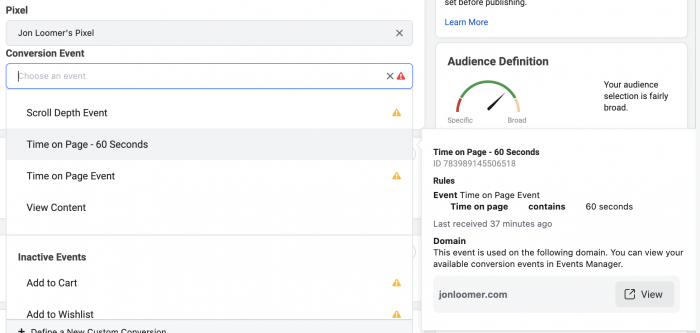 Pixel
Jon Loomer's Pixel
Conversion Event
Choose an event
Scroll Depth Event
Time on Page - 60 Seconds
Time on Page Event
View Content
Inactive Events
Add to Cart
Add to Wishlist
+ Define a New Custom Conversion
set before publishing.
Learn More
Audience Definition
Your audience
selection is fairly
broad.
Specific
Broad
Time on Page - 60 Seconds
ID 783989145506518
Rules
Event Time on Page Event
Time on page contains 60 seconds
Last received 37 minutes ago
Domain
This event is used on the following domain. You can view your
available conversion events in Events Manager.
jonloomer.com
View